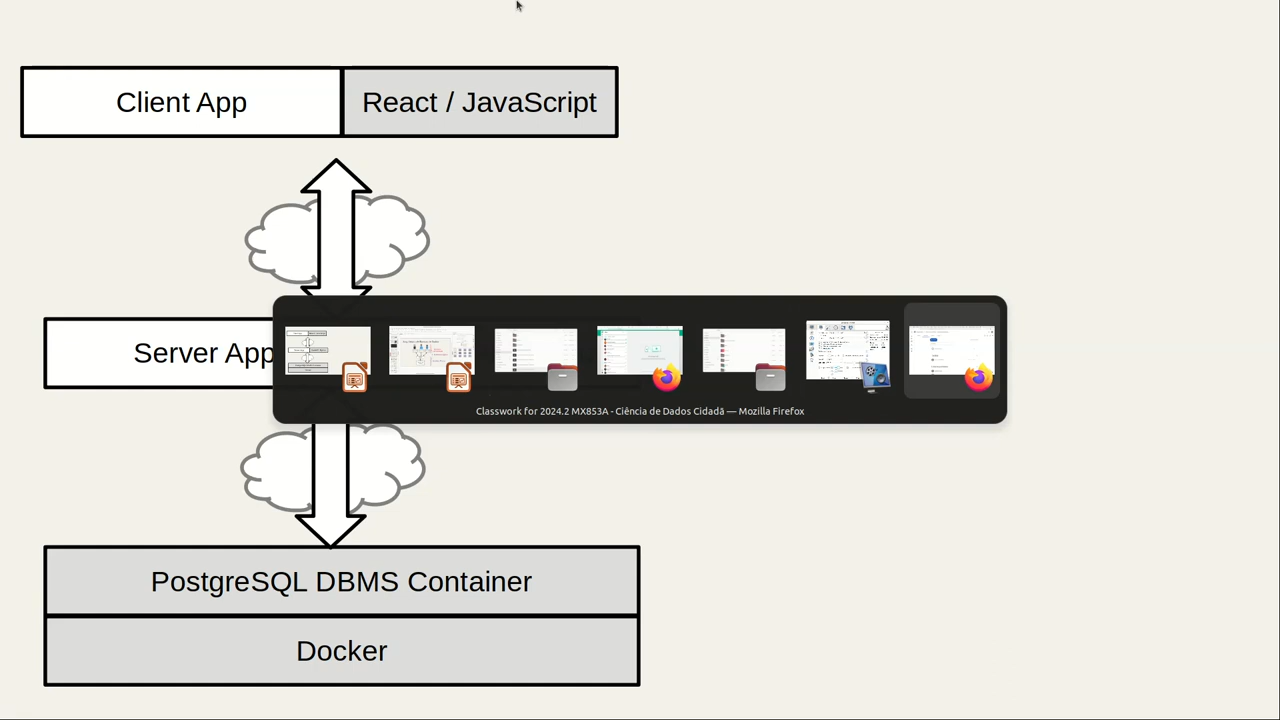 Client App
React / JavaScript
Server App
Classwork for 2024.2 MX853A - Ciência de Dados Cidadã — Mozilla Firefox
PostgreSQL DBMS Container
Docker